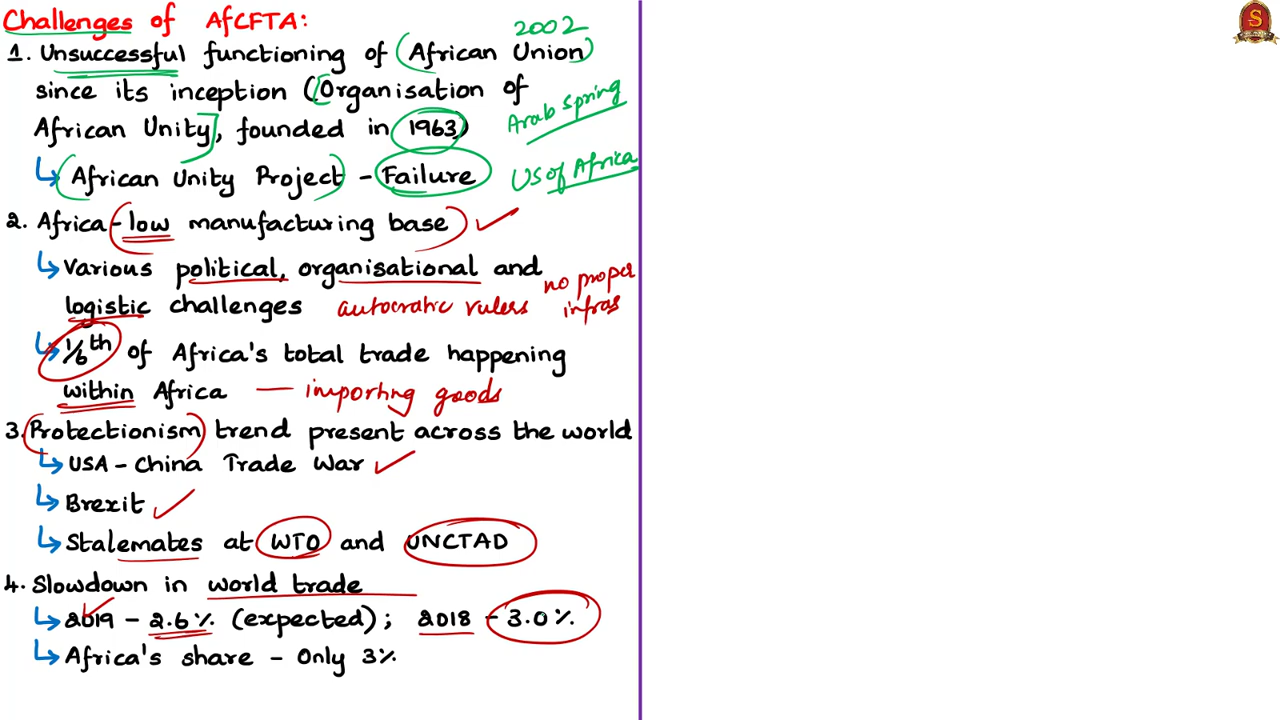 Challenges of AfCFTA:
2002
1. Unsuccessful functioning of (African Union)
since its inception (Organisation of
African Unity, founded in 1963)
Arab Spring
↳ (African Unity Project) - Failure
US of Africa
2. Africa - low manufacturing base
↳ Various political, organisational and
logistic challenges
autocratic rulers
no proper
infras
↳ 1/6th of Africa's total trade happening
within Africa — importing goods
3. Protectionism trend present across the world
↳ USA - China Trade War
↳ Brexit
↳ Stalemates at WTO and UNCTAD
4. Slowdown in world trade
↳ 2019 - 2.6% (expected); 2018 - 3.0%
↳ Africa's share - Only 3%
S